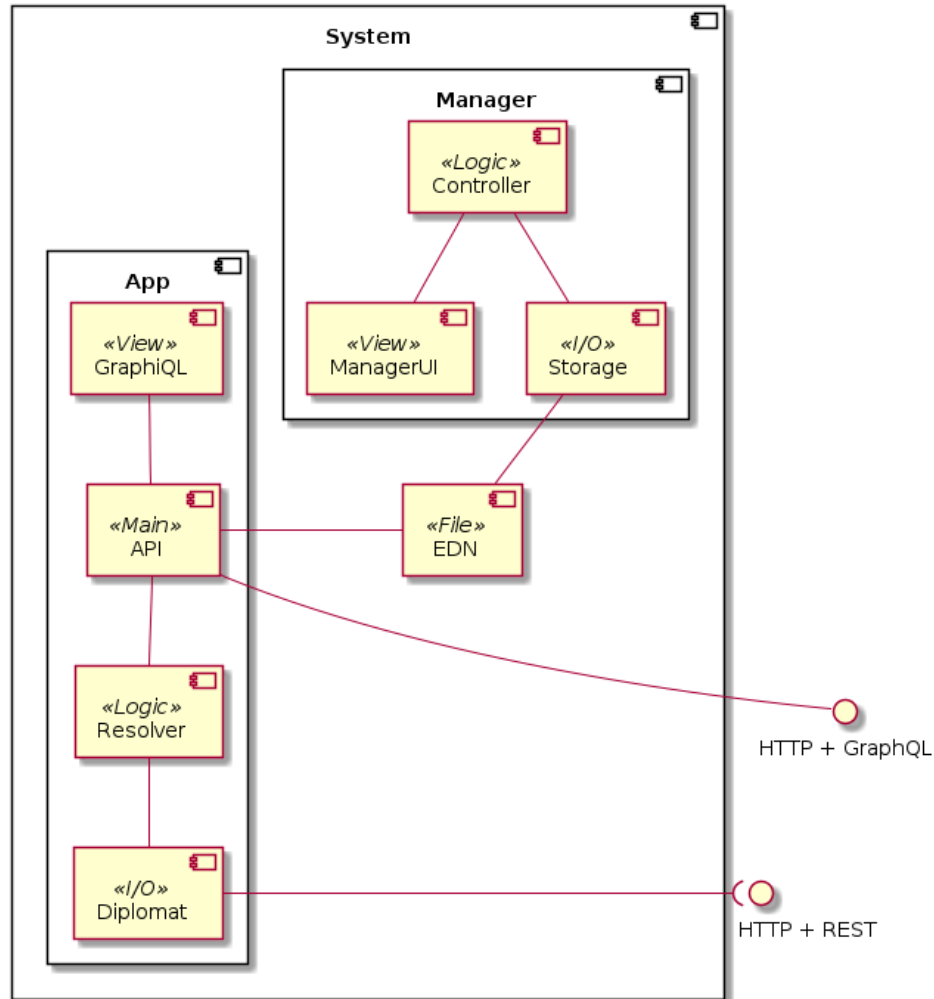 System
Manager
«Logic»
Controller
App
«View»
GraphiQL
«View»
ManagerUI
«I/O»
Storage
«Main»
API
«File»
EDN
«Logic»
Resolver
HTTP + GraphQL
«I/O»
Diplomat
HTTP + REST